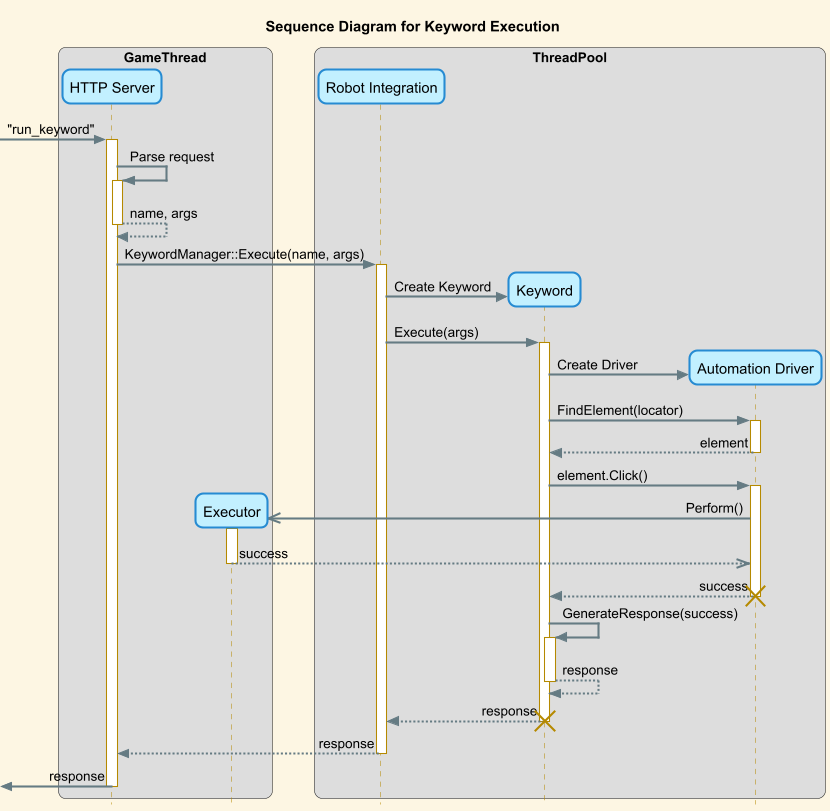 Sequence Diagram for Keyword Execution
GameThread
ThreadPool
HTTP Server
Robot Integration
"run_keyword"
Parse request
name, args
KeywordManager::Execute(name, args)
Create Keyword
Keyword
Execute(args)
Create Driver
Automation Driver
FindElement(locator)
element
element.Click()
Executor
Perform()
success
success
GenerateResponse(success)
response
response
response
response